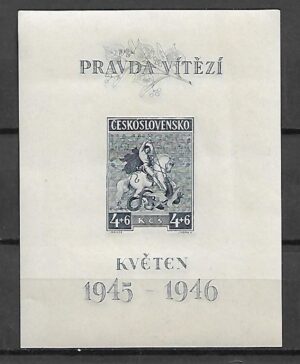 PRAVDA VÍTĚZÍ
ČESKOSLOVENSKO
4+6 KČS 4+6
KVĚTEN
1945 - 1946